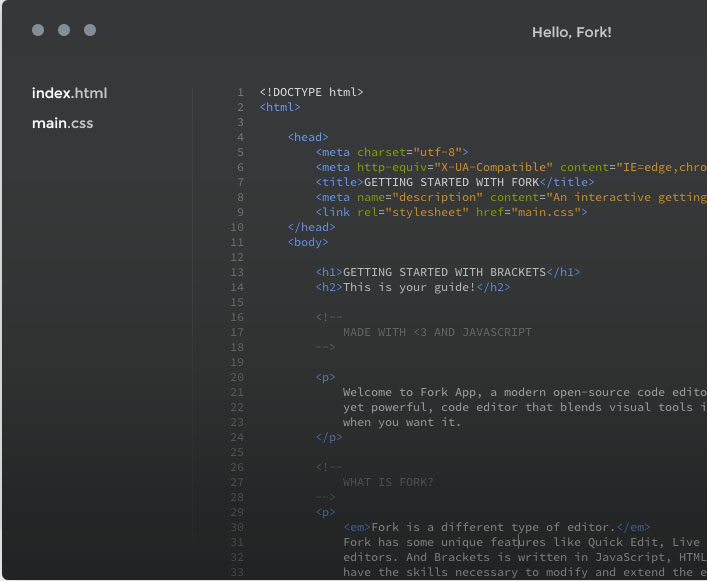 Hello, Fork!
index.html
main.css
1 <!DOCTYPE html>
2 <html>
3
4 <head>
5 <meta charset="utf-8">
6 <meta http-equiv="X-UA-Compatible" content="IE=edge,chro
7 <title>GETTING STARTED WITH FORK</title>
8 <meta name="description" content="An interactive getting
9 <link rel="stylesheet" href="main.css">
10 </head>
11 <body>
12
13 <h1>GETTING STARTED WITH BRACKETS</h1>
14 <h2>This is your guide!</h2>
15
16 <!--
17 MADE WITH <3 AND JAVASCRIPT
18 -->
19
20 <p>
21 Welcome to Fork App, a modern open-source code edito
22 yet powerful, code editor that blends visual tools i
23 when you want it.
24 </p>
25
26 <!--
27 WHAT IS FORK?
28 -->
29 <p>
30 <em>Fork is a different type of editor.</em>
31 Fork has some unique features like Quick Edit, Live
32 editors. And Brackets is written in JavaScript, HTML
33 have the skills necessary to modify and extend the e